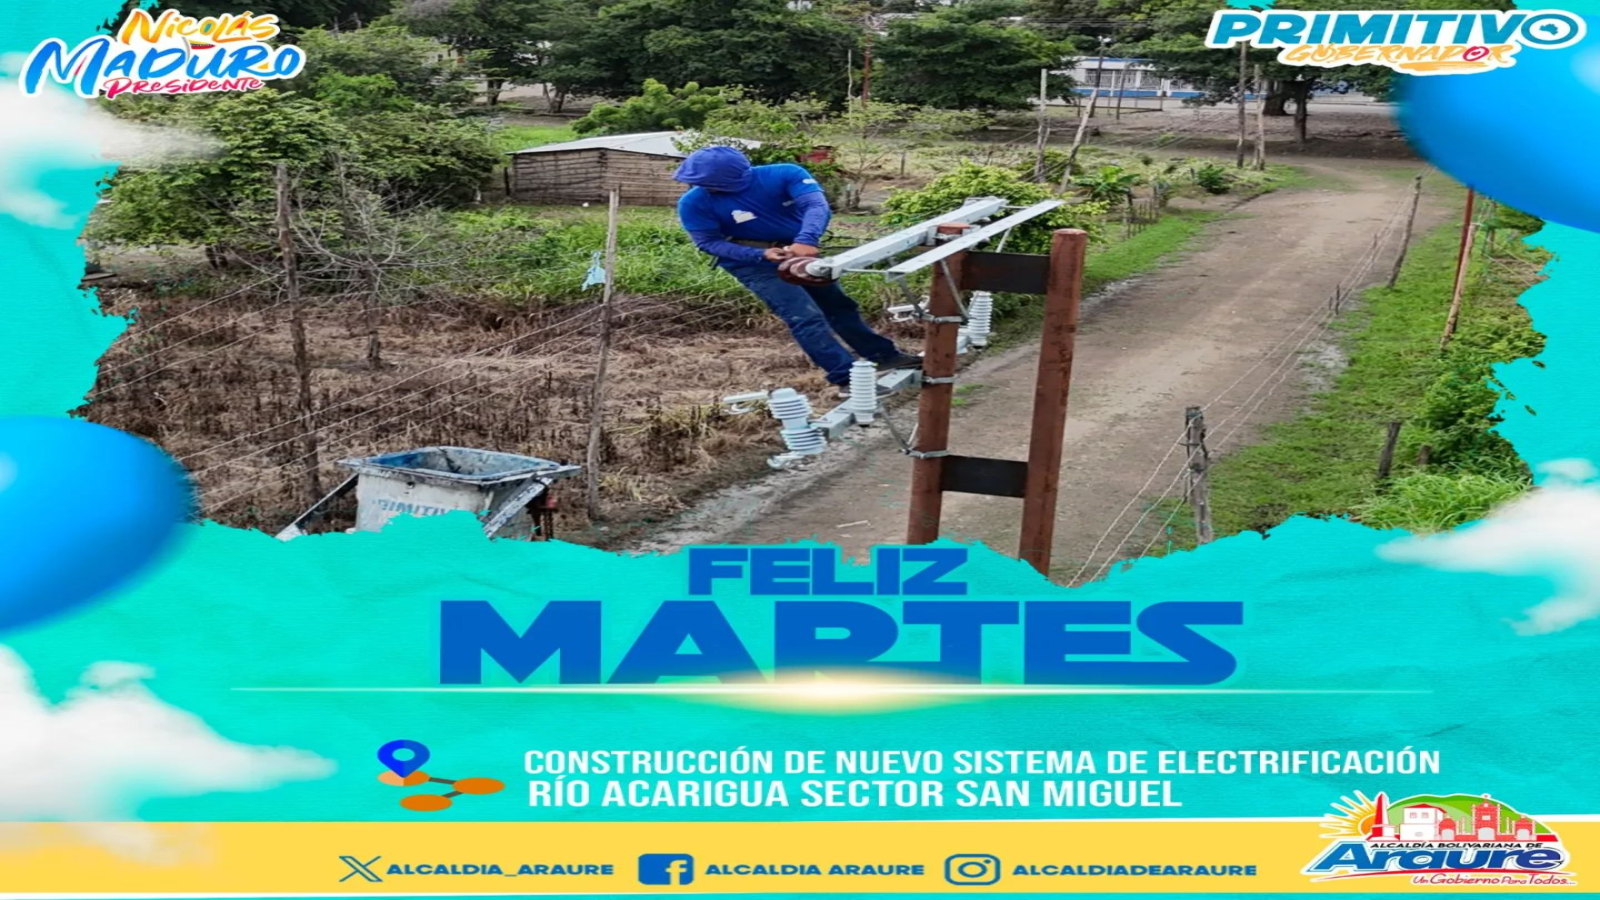 NICOLÁS
MADURO
PRESIDENTE
PRIMITIVO
GOBERNADOR
FELIZ
MARTES
CONSTRUCCIÓN DE NUEVO SISTEMA DE ELECTRIFICACIÓN
RÍO ACARIGUA SECTOR SAN MIGUEL
ALCALDIA_ARAURE
ALCALDIA ARAURE
ALCALDIADEARAURE
ALCALDÍA BOLIVARIANA DE
Araure
Un Gobierno Para Todos...